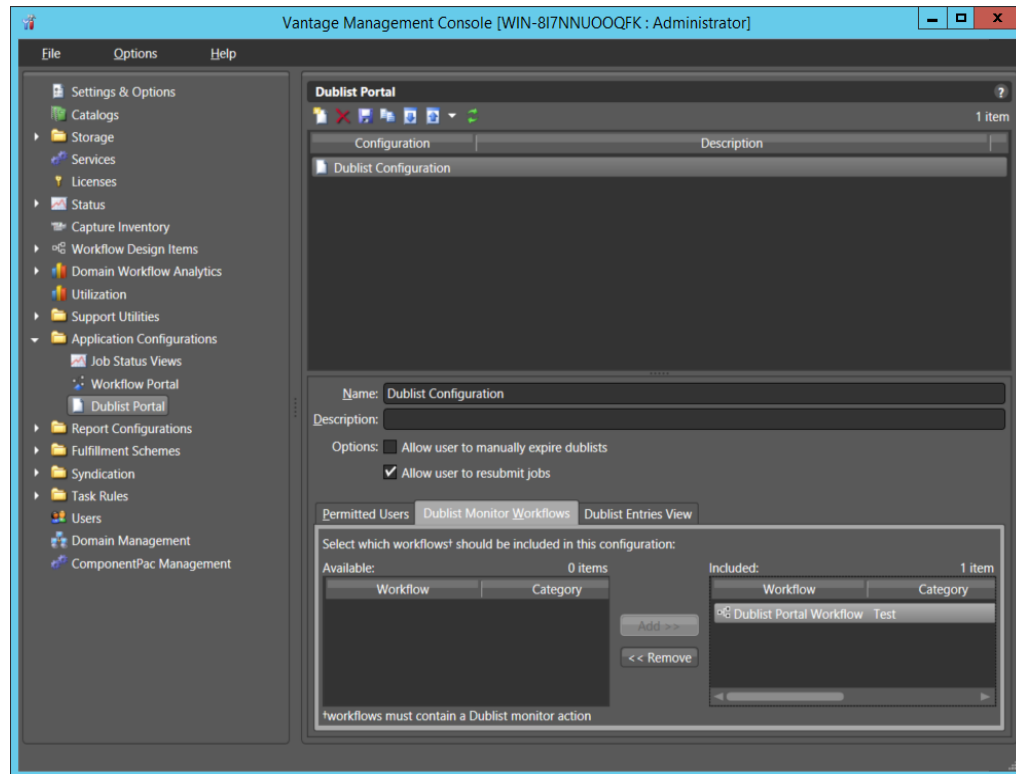 Vantage Management Console [WIN-8I7NNUOOQFK : Administrator]
File Options Help
Settings & Options
Catalogs
Storage
Services
Licenses
Status
Capture Inventory
Workflow Design Items
Domain Workflow Analytics
Utilization
Support Utilities
Application Configurations
Job Status Views
Workflow Portal
Dublist Portal
Report Configurations
Fulfillment Schemes
Syndication
Task Rules
Users
Domain Management
ComponentPac Management
Dublist Portal ?
1 item
Configuration Description
Dublist Configuration
Name: Dublist Configuration
Description:
Options: Allow user to manually expire dublists
Allow user to resubmit jobs
Permitted Users Dublist Monitor Workflows Dublist Entries View
Select which workflows† should be included in this configuration:
Available: 0 items Included: 1 item
Workflow Category Workflow Category
Dublist Portal Workflow Test
Add >>
<< Remove
†workflows must contain a Dublist monitor action